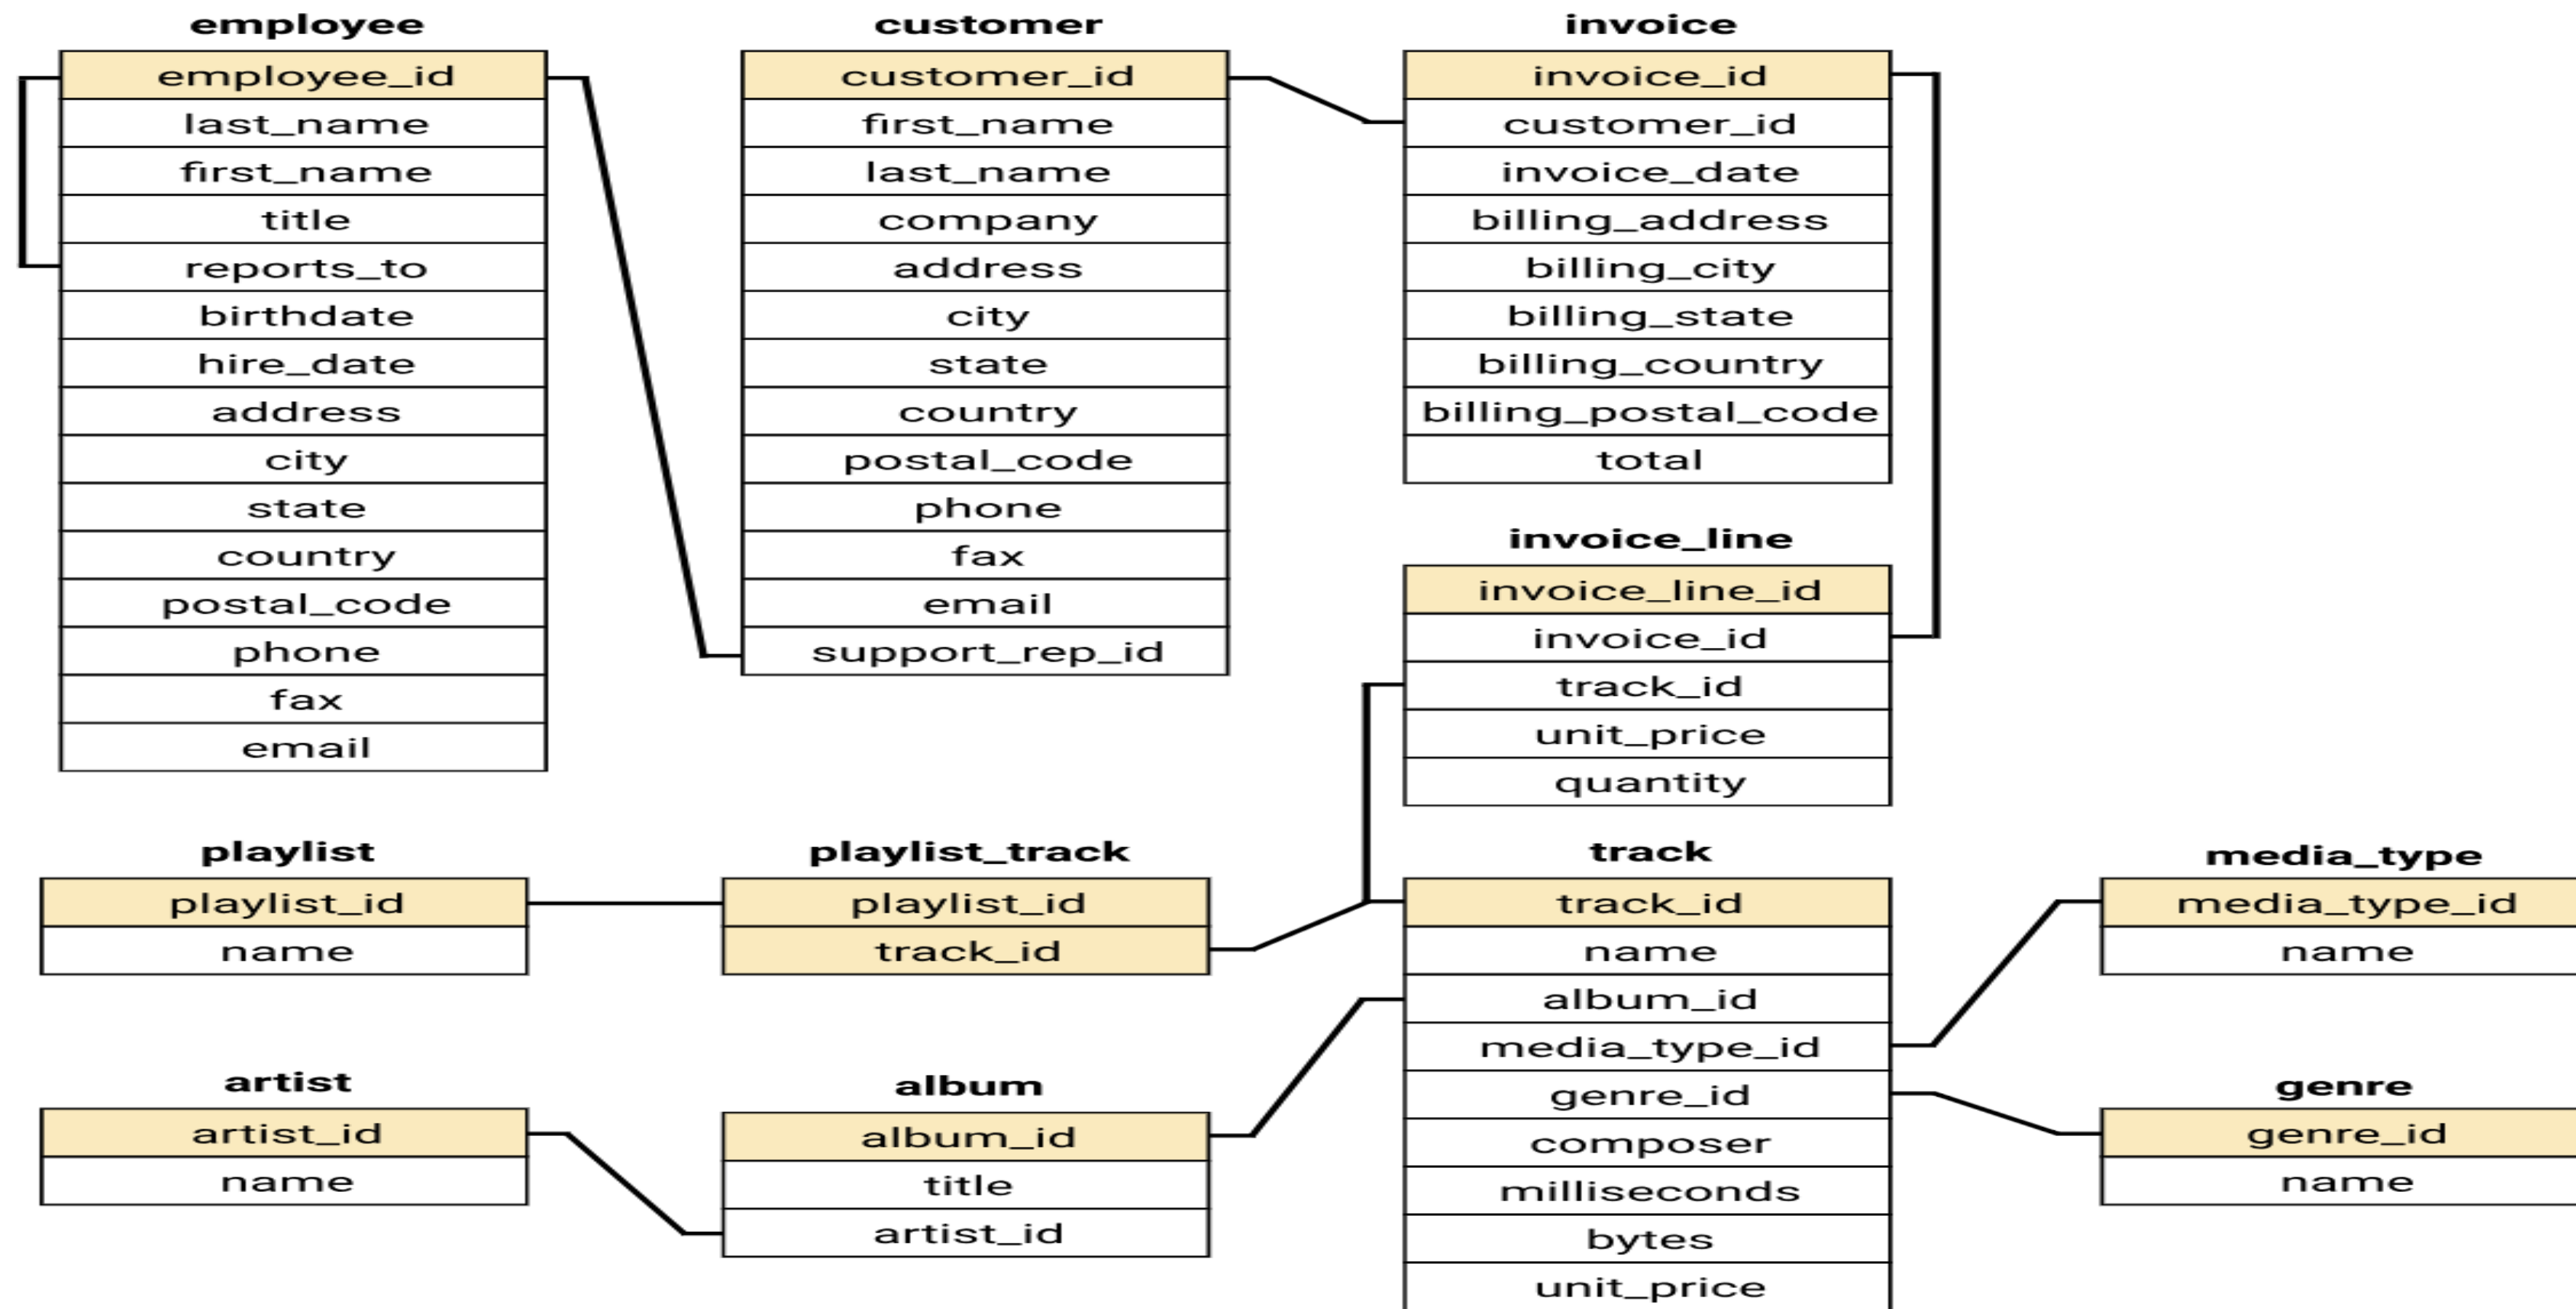 employee
employee_id
last_name
first_name
title
reports_to
birthdate
hire_date
address
city
state
country
postal_code
phone
fax
email
customer
customer_id
first_name
last_name
company
address
city
state
country
postal_code
phone
fax
email
support_rep_id
invoice
invoice_id
customer_id
invoice_date
billing_address
billing_city
billing_state
billing_country
billing_postal_code
total
invoice_line
invoice_line_id
invoice_id
track_id
unit_price
quantity
playlist
playlist_id
name
playlist_track
playlist_id
track_id
track
track_id
name
album_id
media_type_id
genre_id
composer
milliseconds
bytes
unit_price
media_type
media_type_id
name
artist
artist_id
name
album
album_id
title
artist_id
genre
genre_id
name